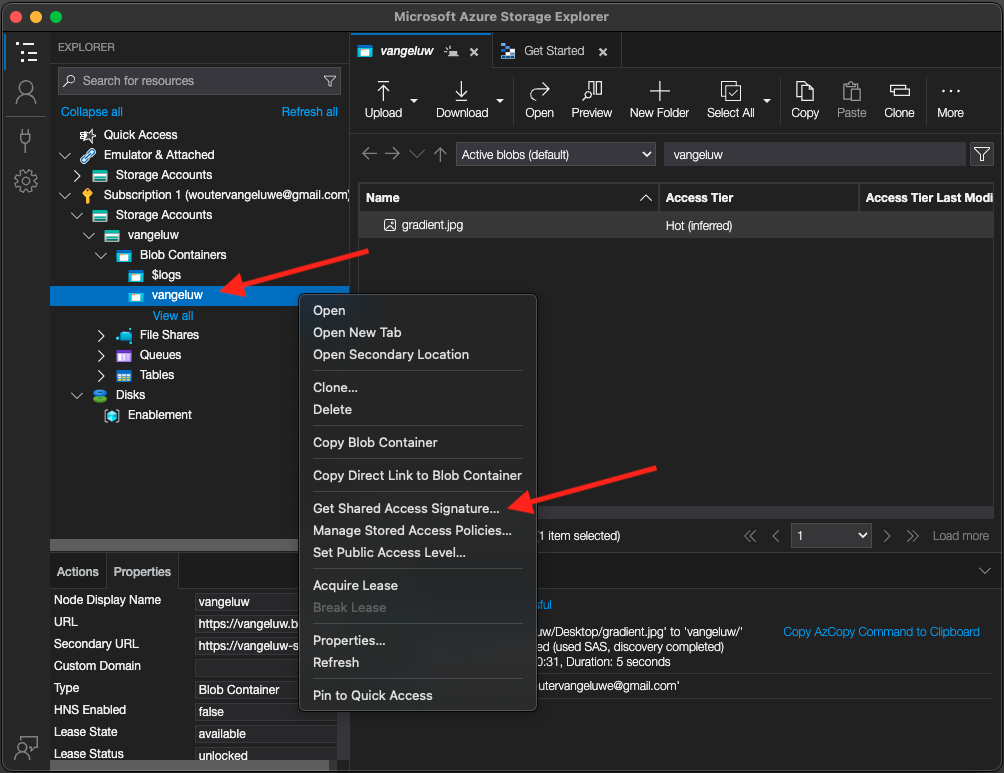 Microsoft Azure Storage Explorer
EXPLORER
Search for resources
Collapse all
Refresh all
Quick Access
Emulator & Attached
Storage Accounts
Subscription 1 (woutervangeluwe@gmail.com)
Storage Accounts
vangeluw
Blob Containers
$logs
vangeluw
View all
File Shares
Queues
Tables
Disks
Enablement
vangeluw
Get Started
Upload
Download
Open
Preview
New Folder
Select All
Copy
Paste
Clone
More
Active blobs (default)
vangeluw
Name
Access Tier
Access Tier Last Modi
gradient.jpg
Hot (inferred)
Open
Open New Tab
Open Secondary Location
Clone...
Delete
Copy Blob Container
Copy Direct Link to Blob Container
Get Shared Access Signature...
Manage Stored Access Policies...
Set Public Access Level...
Acquire Lease
Break Lease
Properties...
Refresh
Pin to Quick Access
1 item selected)
1
Load more
Actions
Properties
Node Display Name
vangeluw
URL
https://vangeluw.b
Secondary URL
https://vangeluw-s
Custom Domain
Type
Blob Container
HNS Enabled
false
Lease State
available
Lease Status
unlocked
sful
uw/Desktop/gradient.jpg' to 'vangeluw/'
ed (used SAS, discovery completed)
0:31, Duration: 5 seconds
Copy AzCopy Command to Clipboard
outervangeluwe@gmail.com'